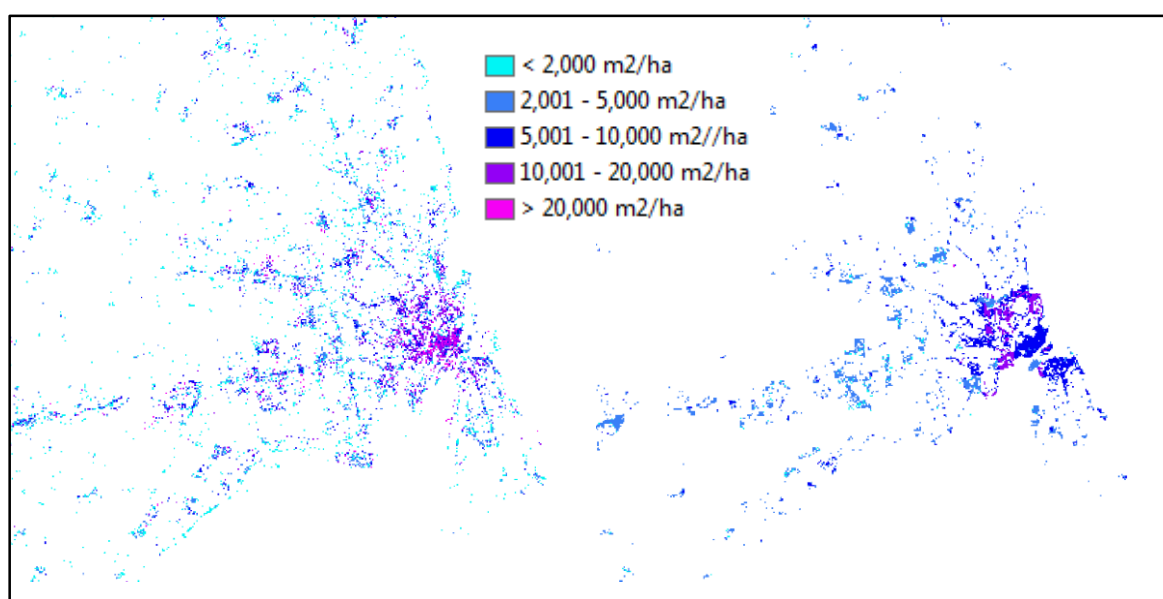 < 2,000 m2/ha
2,001 - 5,000 m2/ha
5,001 - 10,000 m2//ha
10,001 - 20,000 m2/ha
> 20,000 m2/ha